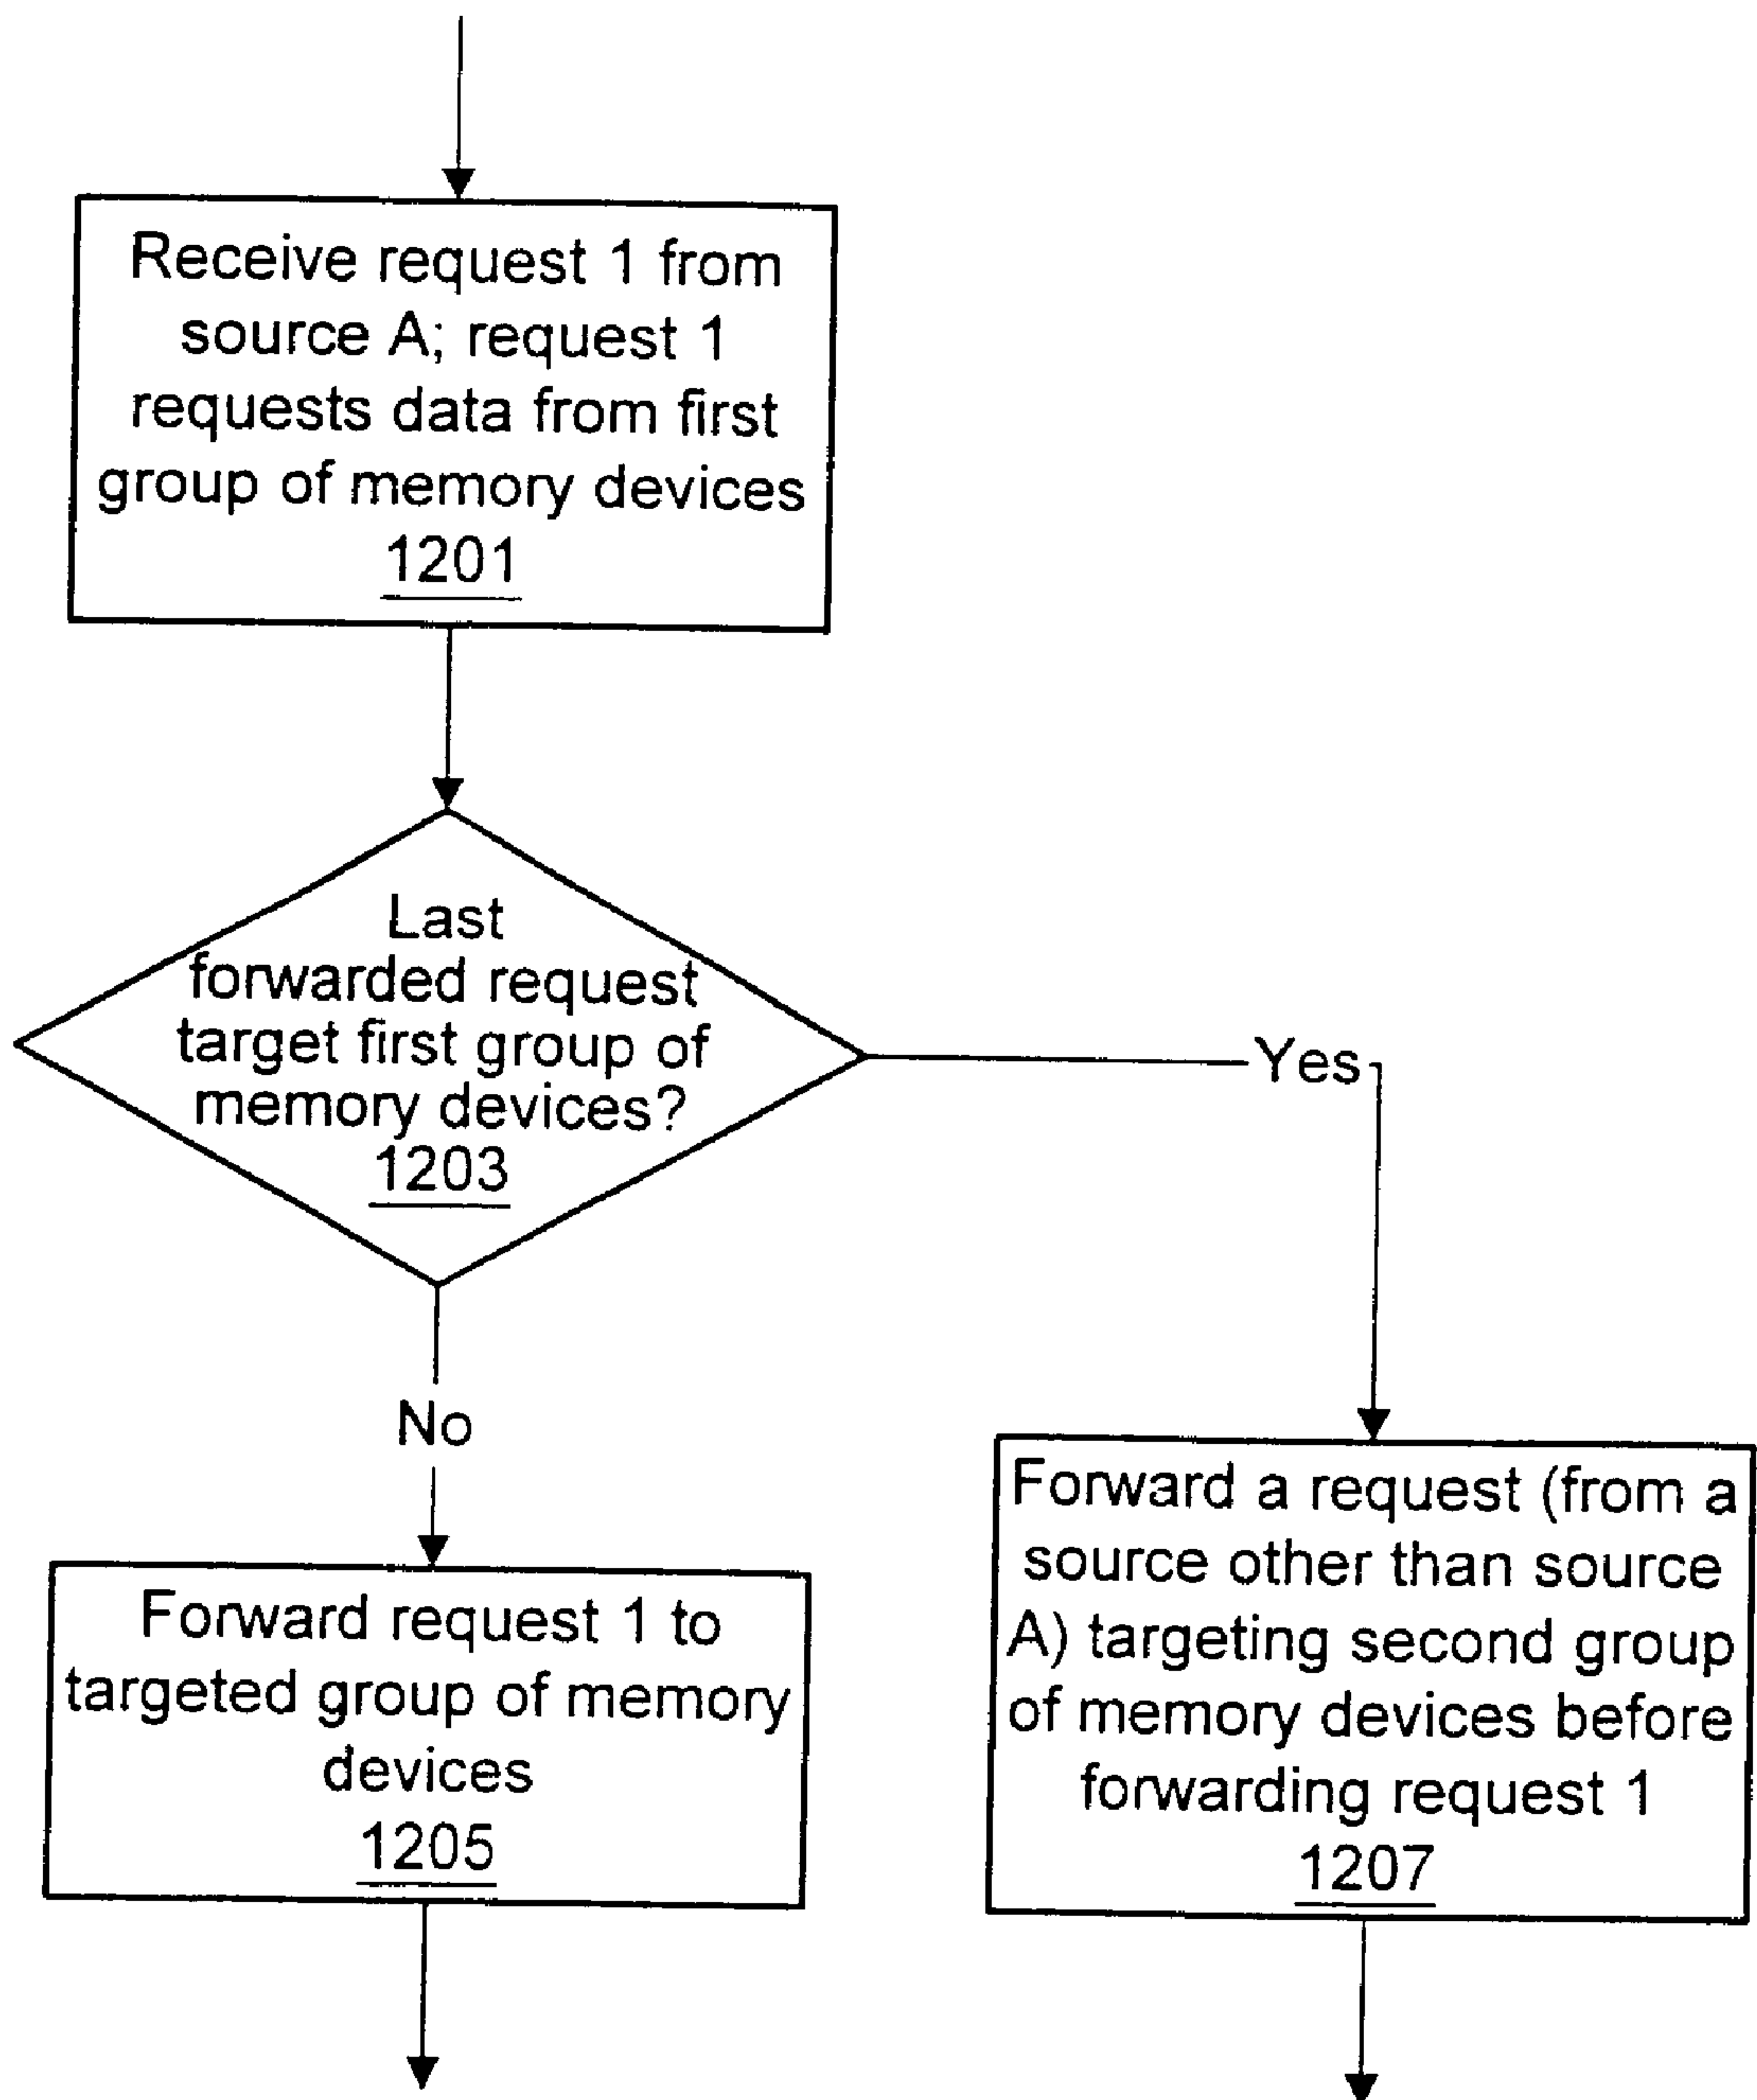 Receive request 1 from
source A; request 1
requests data from first
group of memory devices
1201
Last
forwarded request
target first group of
memory devices?
1203
Yes
No
Forward request 1 to
targeted group of memory
devices
1205
Forward a request (from a
source other than source
A) targeting second group
of memory devices before
forwarding request 1
1207